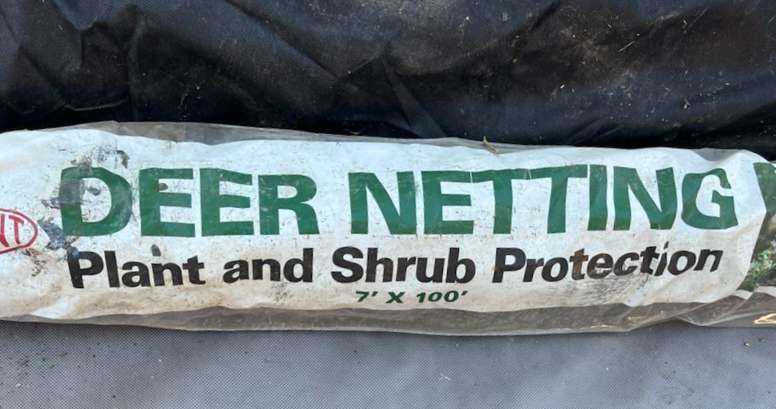 DEER NETTING
Plant and Shrub Protection
7' X 100'